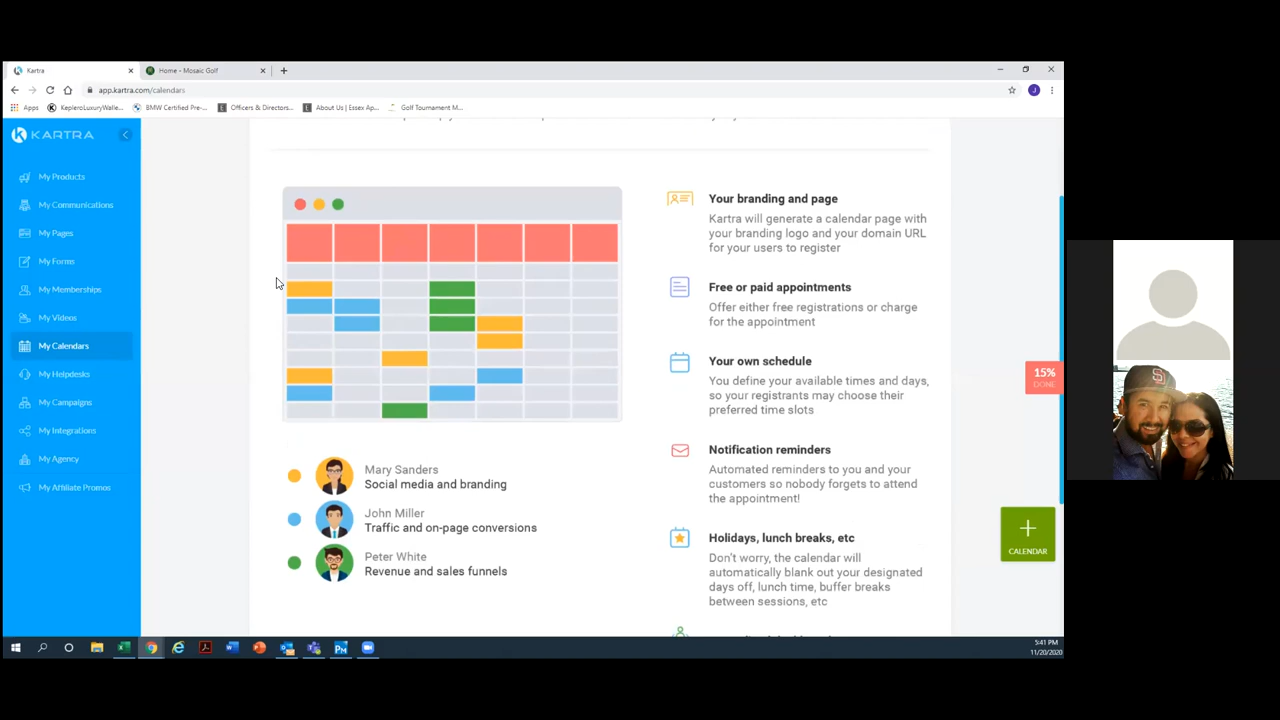 Kartra
Home - Mosaic Golf
app.kartra.com/calendars
Apps
KepleroLuxuryWalle...
BMW Certified Pre-...
Officers & Directors...
About Us | Essex Ap...
Golf Tournament M...
J
KARTRA
My Products
My Communications
My Pages
My Forms
My Memberships
My Videos
My Calendars
My Helpdesks
My Campaigns
My Integrations
My Agency
My Affiliate Promos
Mary Sanders
Social media and branding
John Miller
Traffic and on-page conversions
Peter White
Revenue and sales funnels
Your branding and page
Kartra will generate a calendar page with
your branding logo and your domain URL
for your users to register
Free or paid appointments
Offer either free registrations or charge
for the appointment
Your own schedule
You define your available times and days,
so your registrants may choose their
preferred time slots
Notification reminders
Automated reminders to you and your
customers so nobody forgets to attend
the appointment!
Holidays, lunch breaks, etc
Don't worry, the calendar will
automatically blank out your designated
days off, lunch time, buffer breaks
between sessions, etc
15%
DONE
CALENDAR
5:41 PM
11/20/2020